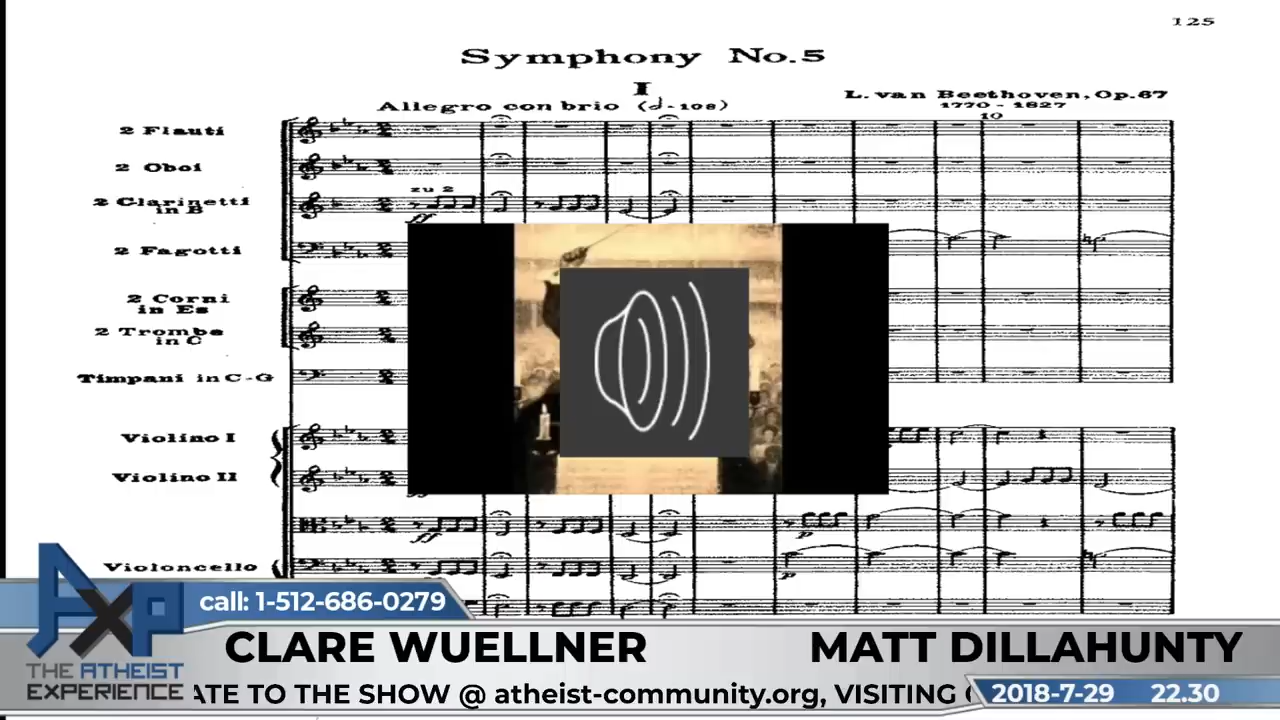 125
Symphony No.5
I
Allegro con brio (𝅗𝅥=108)
L. van Beethoven, Op.67
1770 - 1827
10
2 Flauti
2 Oboi
zu 2
2 Clarinetti
in B
ff
2 Fagotti
2 Corni
in Es
2 Trombe
in C
Timpani in C-G
Violino I
Violino II
ff
p
Violoncello
p
AXP
call: 1-512-686-0279
CLARE WUELLNER MATT DILLAHUNTY
THE ATHEIST
EXPERIENCE
ATE TO THE SHOW @ atheist-community.org, VISITING
2018-7-29 22.30